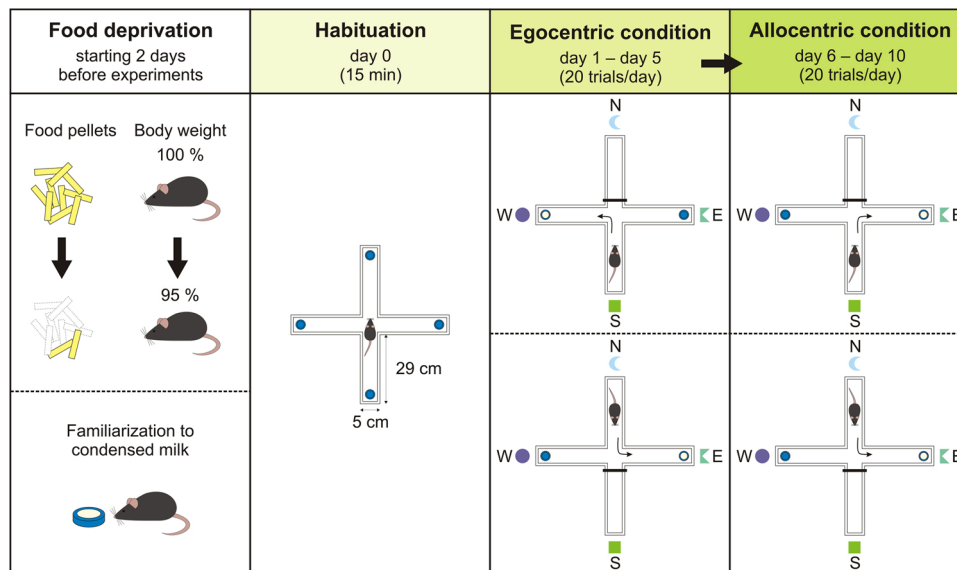 Food deprivation
starting 2 days
before experiments
Habituation
day 0
(15 min)
Egocentric condition
day 1 – day 5
(20 trials/day)
Allocentric condition
day 6 – day 10
(20 trials/day)
Food pellets
Body weight
100 %
95 %
Familiarization to
condensed milk
29 cm
5 cm
N
W
E
S
N
W
E
S
N
W
E
S
N
W
E
S